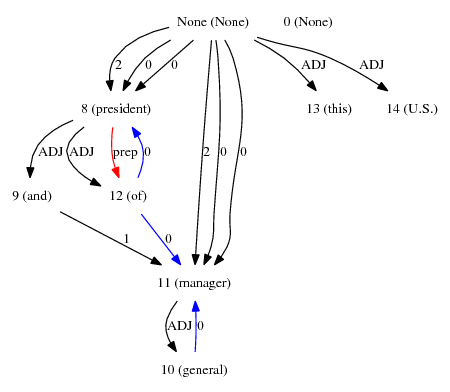 None (None) 0 (None)
2 0 0 ADJ ADJ
8 (president) 13 (this) 14 (U.S.)
ADJ ADJ prep 0 2 0 0
9 (and) 12 (of)
1 0
11 (manager)
ADJ 0
10 (general)